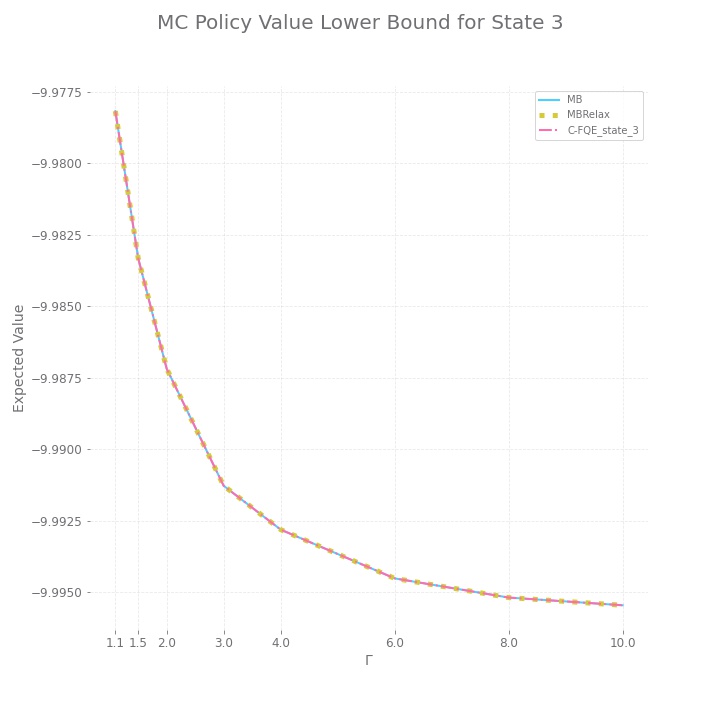 MC Policy Value Lower Bound for State 3
MB
MBRelax
C-FQE_state_3
−9.9775
−9.9800
−9.9825
−9.9850
−9.9875
−9.9900
−9.9925
−9.9950
Expected Value
1.1 1.5 2.0 3.0 4.0 6.0 8.0 10.0
Γ